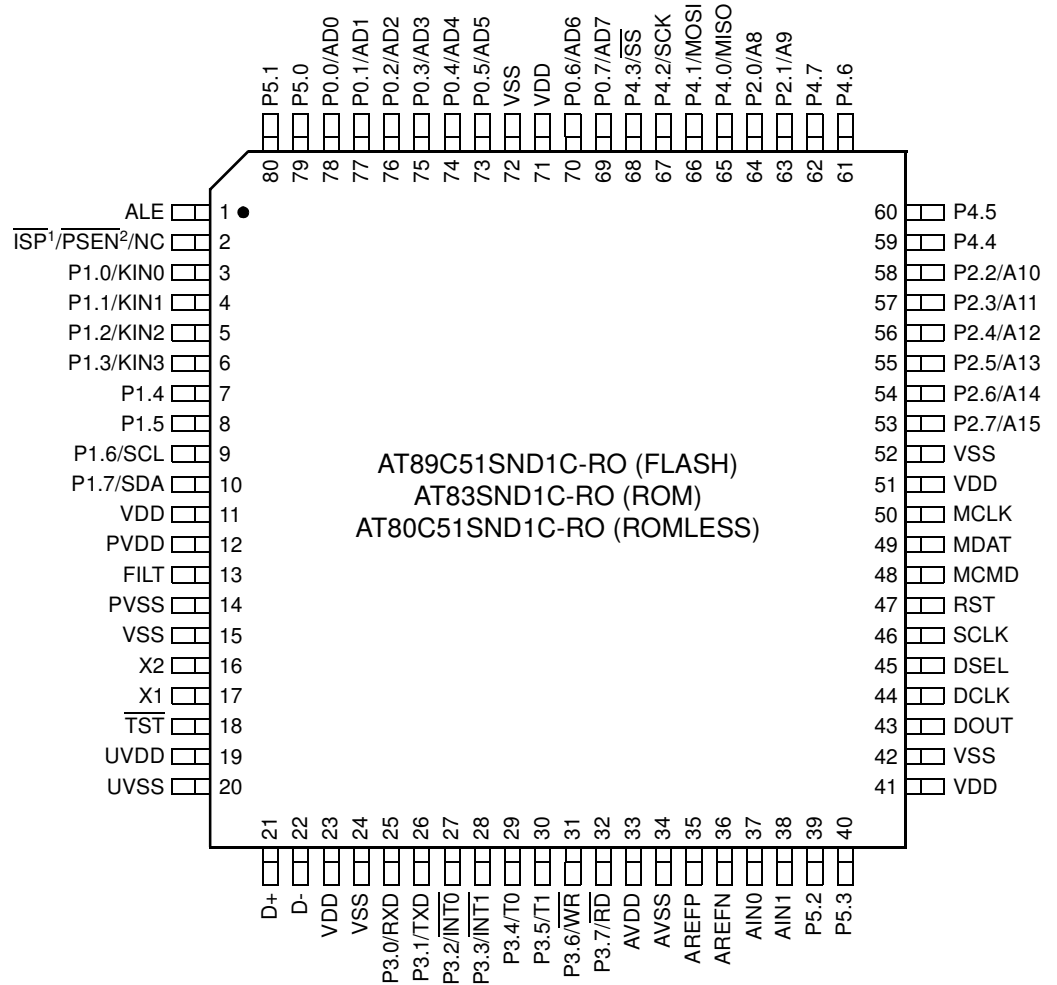 P5.1
P5.0
P0.0/AD0
P0.1/AD1
P0.2/AD2
P0.3/AD3
P0.4/AD4
P0.5/AD5
VSS
VDD
P0.6/AD6
P0.7/AD7
P4.3/SS
P4.2/SCK
P4.1/MOSI
P4.0/MISO
P2.0/A8
P2.1/A9
P4.7
P4.6
80
79
78
77
76
75
74
73
72
71
70
69
68
67
66
65
64
63
62
61
ALE 1
ISP¹/PSEN²/NC 2
P1.0/KIN0 3
P1.1/KIN1 4
P1.2/KIN2 5
P1.3/KIN3 6
P1.4 7
P1.5 8
P1.6/SCL 9
P1.7/SDA 10
VDD 11
PVDD 12
FILT 13
PVSS 14
VSS 15
X2 16
X1 17
TST 18
UVDD 19
UVSS 20
AT89C51SND1C-RO (FLASH)
AT83SND1C-RO (ROM)
AT80C51SND1C-RO (ROMLESS)
60 P4.5
59 P4.4
58 P2.2/A10
57 P2.3/A11
56 P2.4/A12
55 P2.5/A13
54 P2.6/A14
53 P2.7/A15
52 VSS
51 VDD
50 MCLK
49 MDAT
48 MCMD
47 RST
46 SCLK
45 DSEL
44 DCLK
43 DOUT
42 VSS
41 VDD
21
22
23
24
25
26
27
28
29
30
31
32
33
34
35
36
37
38
39
40
D+
D-
VDD
VSS
P3.0/RXD
P3.1/TXD
P3.2/INT0
P3.3/INT1
P3.4/T0
P3.5/T1
P3.6/WR
P3.7/RD
AVDD
AVSS
AREFP
AREFN
AIN0
AIN1
P5.2
P5.3